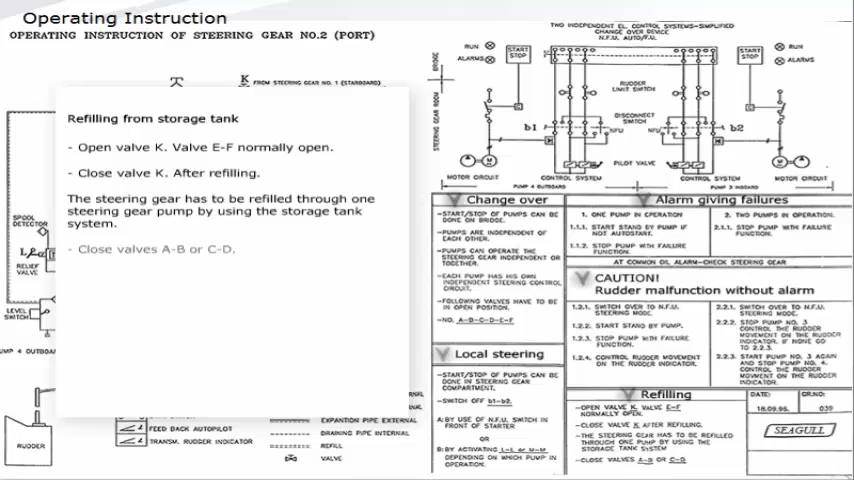 Operating Instruction
OPERATING INSTRUCTION OF STEERING GEAR NO.2 (PORT)
K FROM STEERING GEAR NO. 1 (STARBOARD)
Refilling from storage tank
- Open valve K. Valve E-F normally open.
- Close valve K. After refilling.
The steering gear has to be refilled through one
steering gear pump by using the storage tank
system.
- Close valves A-B or C-D.
SPOOL
DETECTOR
L
RELIEF
VALVE
LEVEL
SWITCH
RUDDER
FEED BACK AUTOPILOT
TRANSM. RUDDER INDICATOR
EXPANTION PIPE EXTERNAL
DRAINING PIPE INTERNAL
REFILL
VALVE
TWO INDEPENDENT EL. CONTROL SYSTEMS-SIMPLIFIED
CHANGE OVER DEVICE
N.F.U. AUTO/F.U.
RUN
ALARMS
START
STOP
START
STOP
RUN
ALARMS
BRIDGE
STEERING GEAR ROOM
RUDDER
LIMIT SWITCH
DISCONNECT
SWITCH
b1
NFU
NFU
b2
PILOT VALVE
M
M
MOTOR CIRCUIT
CONTROL SYSTEM
CONTROL SYSTEM
MOTOR CIRCUIT
PUMP 4 OUTBOARD
PUMP 3 INBOARD
Change over
-START/STOP OF PUMPS CAN BE
DONE ON BRIDGE.
-PUMPS ARE INDEPENDENT OF
EACH OTHER.
-PUMPS CAN OPERATE THE
STEERING GEAR INDEPENDENT OR
TOGETHER.
-EACH PUMP HAS HIS OWN
INDEPENDENT STEERING CONTROL
CIRCUIT.
-FOLLOWING VALVES HAVE TO BE
IN OPEN POSITION.
-NO. A-B-C-D-E-F
Local steering
-START/STOP OF PUMPS CAN BE
DONE IN STEERING GEAR
COMPARTMENT.
-SWITCH OFF b1-b2.
A:BY USE OF N.F.U. SWITCH IN
FRONT OF STARTER
OR
B:BY ACTIVATING L-L OR M-M
DEPENDING ON WHICH PUMP IN
OPERATION.
Alarm giving failures
1. ONE PUMP IN OPERATION
1.1.1. START STAND BY PUMP IF
NOT AUTOSTART.
1.1.2. STOP PUMP WITH FAILURE
FUNCTION.
2. TWO PUMPS IN OPERATION.
2.1.1. STOP PUMP WITH FAILURE
FUNCTION.
AT COMMON OIL ALARM-CHECK STEERING GEAR
CAUTION!
Rudder malfunction without alarm
1.2.1. SWITCH OVER TO N.F.U.
STEERING MODE.
1.2.2. START STAND BY PUMP.
1.2.3. STOP PUMP WITH FAILURE
FUNCTION.
1.2.4. CONTROL RUDDER MOVEMENT
ON THE RUDDER INDICATOR.
2.2.1. SWITCH OVER TO N.F.U.
STEERING MODE.
2.2.2. STOP PUMP NO. 3
CONTROL THE RUDDER
MOVEMENT ON THE RUDDER
INDICATOR. IF NONE GO
TO 2.2.3.
2.2.3. START PUMP NO. 3 AGAIN
AND STOP PUMP NO. 4.
CONTROL THE RUDDER
MOVMENT ON THE RUDDER
INDICATOR.
Refilling
-OPEN VALVE K. VALVE E-F
NORMALLY OPEN.
-CLOSE VALVE K AFTER REFILLING.
-THE STEERING GEAR HAS TO BE REFILLED
THROUGH ONE PUMP BY USING THE
STORAGE TANK SYSTEM
-CLOSE VALVES A-B OR C-D
DATE:
18.09.95.
DR.NO:
039
SEAGULL